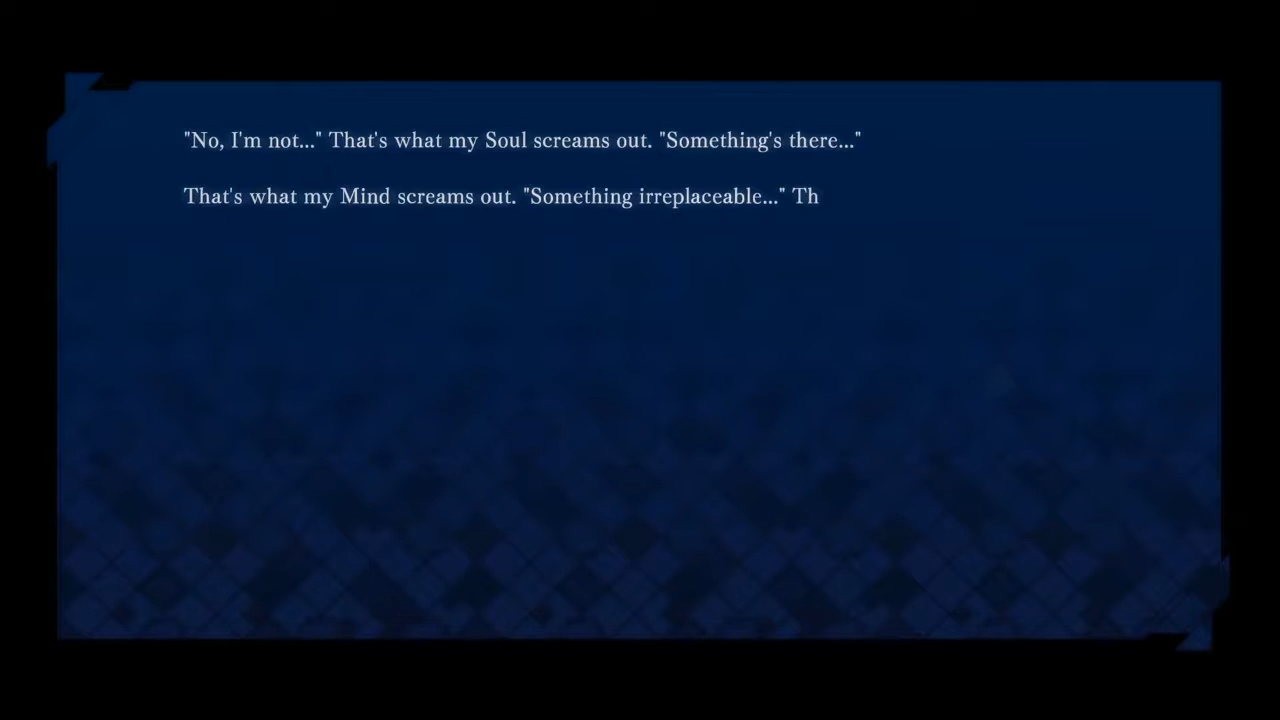 "No, I'm not..." That's what my Soul screams out. "Something's there..."
That's what my Mind screams out. "Something irreplaceable..." Th